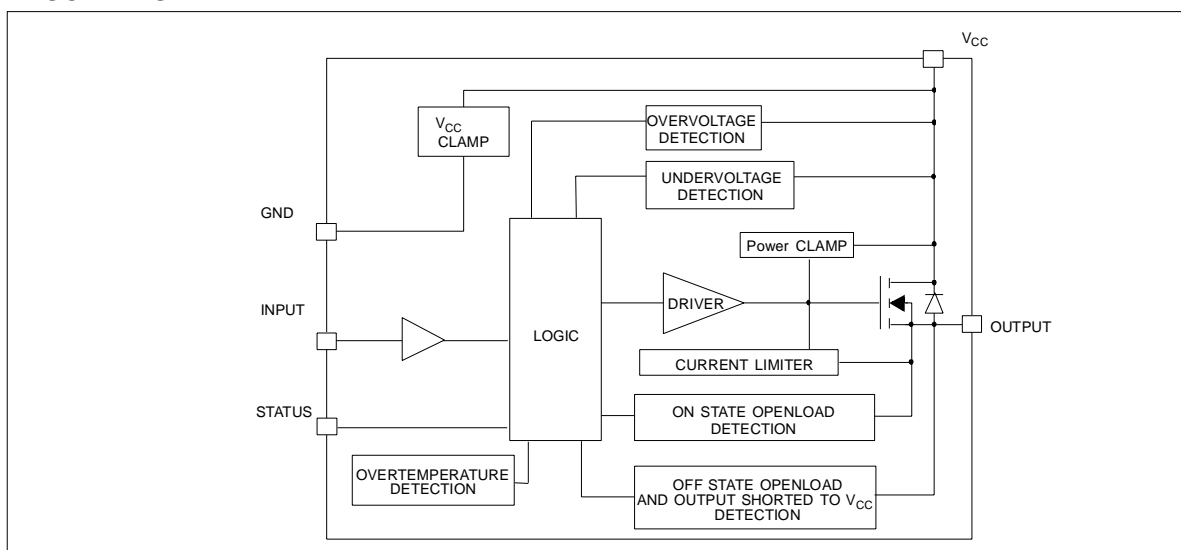 VCC
VCC
CLAMP
OVERVOLTAGE
DETECTION
UNDERVOLTAGE
DETECTION
GND
Power CLAMP
DRIVER
INPUT
OUTPUT
LOGIC
CURRENT LIMITER
ON STATE OPENLOAD
DETECTION
STATUS
OVERTEMPERATURE
DETECTION
OFF STATE OPENLOAD
AND OUTPUT SHORTED TO VCC
DETECTION